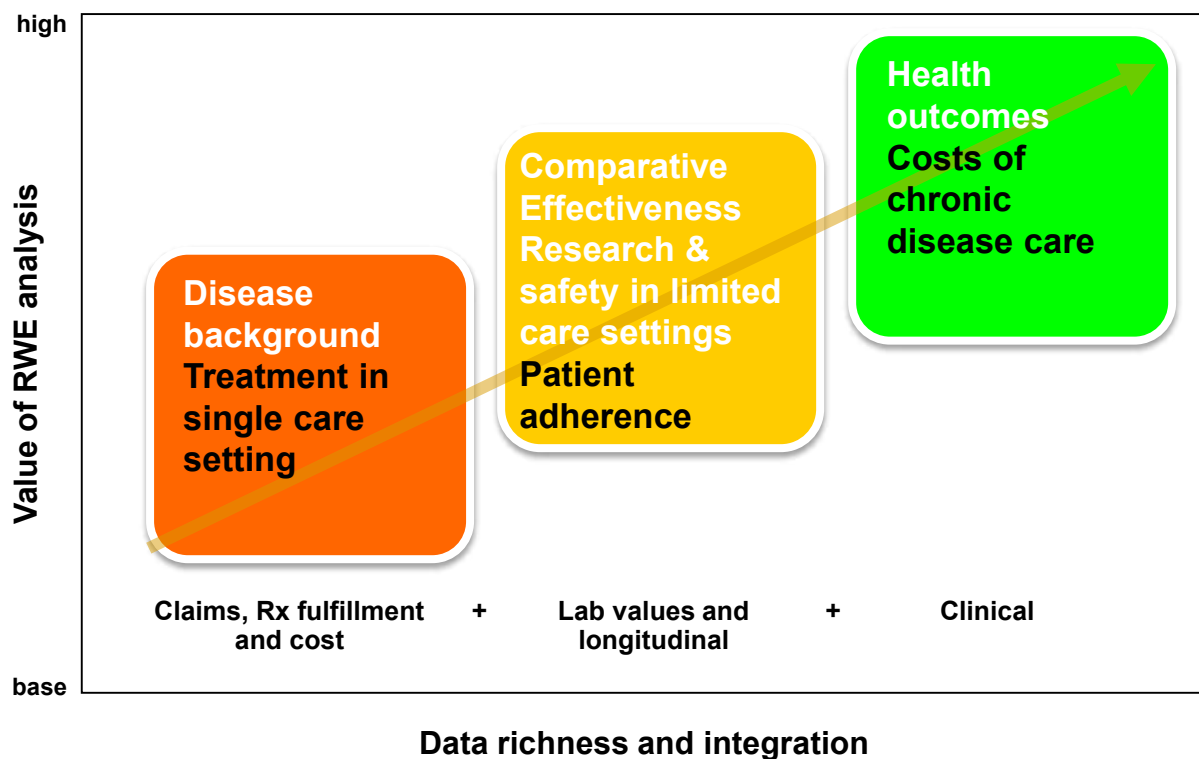 high
Health
outcomes
Costs of
chronic
disease care
Comparative
Effectiveness
Research &
safety in limited
care settings
Patient
adherence
Disease
background
Treatment in
single care
setting
Value of RWE analysis
Claims, Rx fulfillment
and cost
+
Lab values and
longitudinal
+
Clinical
base
Data richness and integration